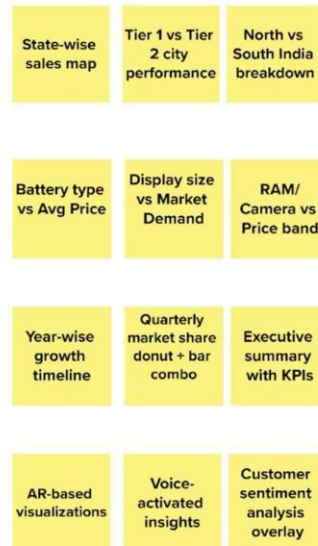 State-wise
sales map
Tier 1 vs Tier
2 city
performance
North vs
South India
breakdown
Battery type
vs Avg Price
Display size
vs Market
Demand
RAM/
Camera vs
Price band
Year-wise
growth
timeline
Quarterly
market share
donut + bar
combo
Executive
summary
with KPIs
AR-based
visualizations
Voice-
activated
insights
Customer
sentiment
analysis
overlay